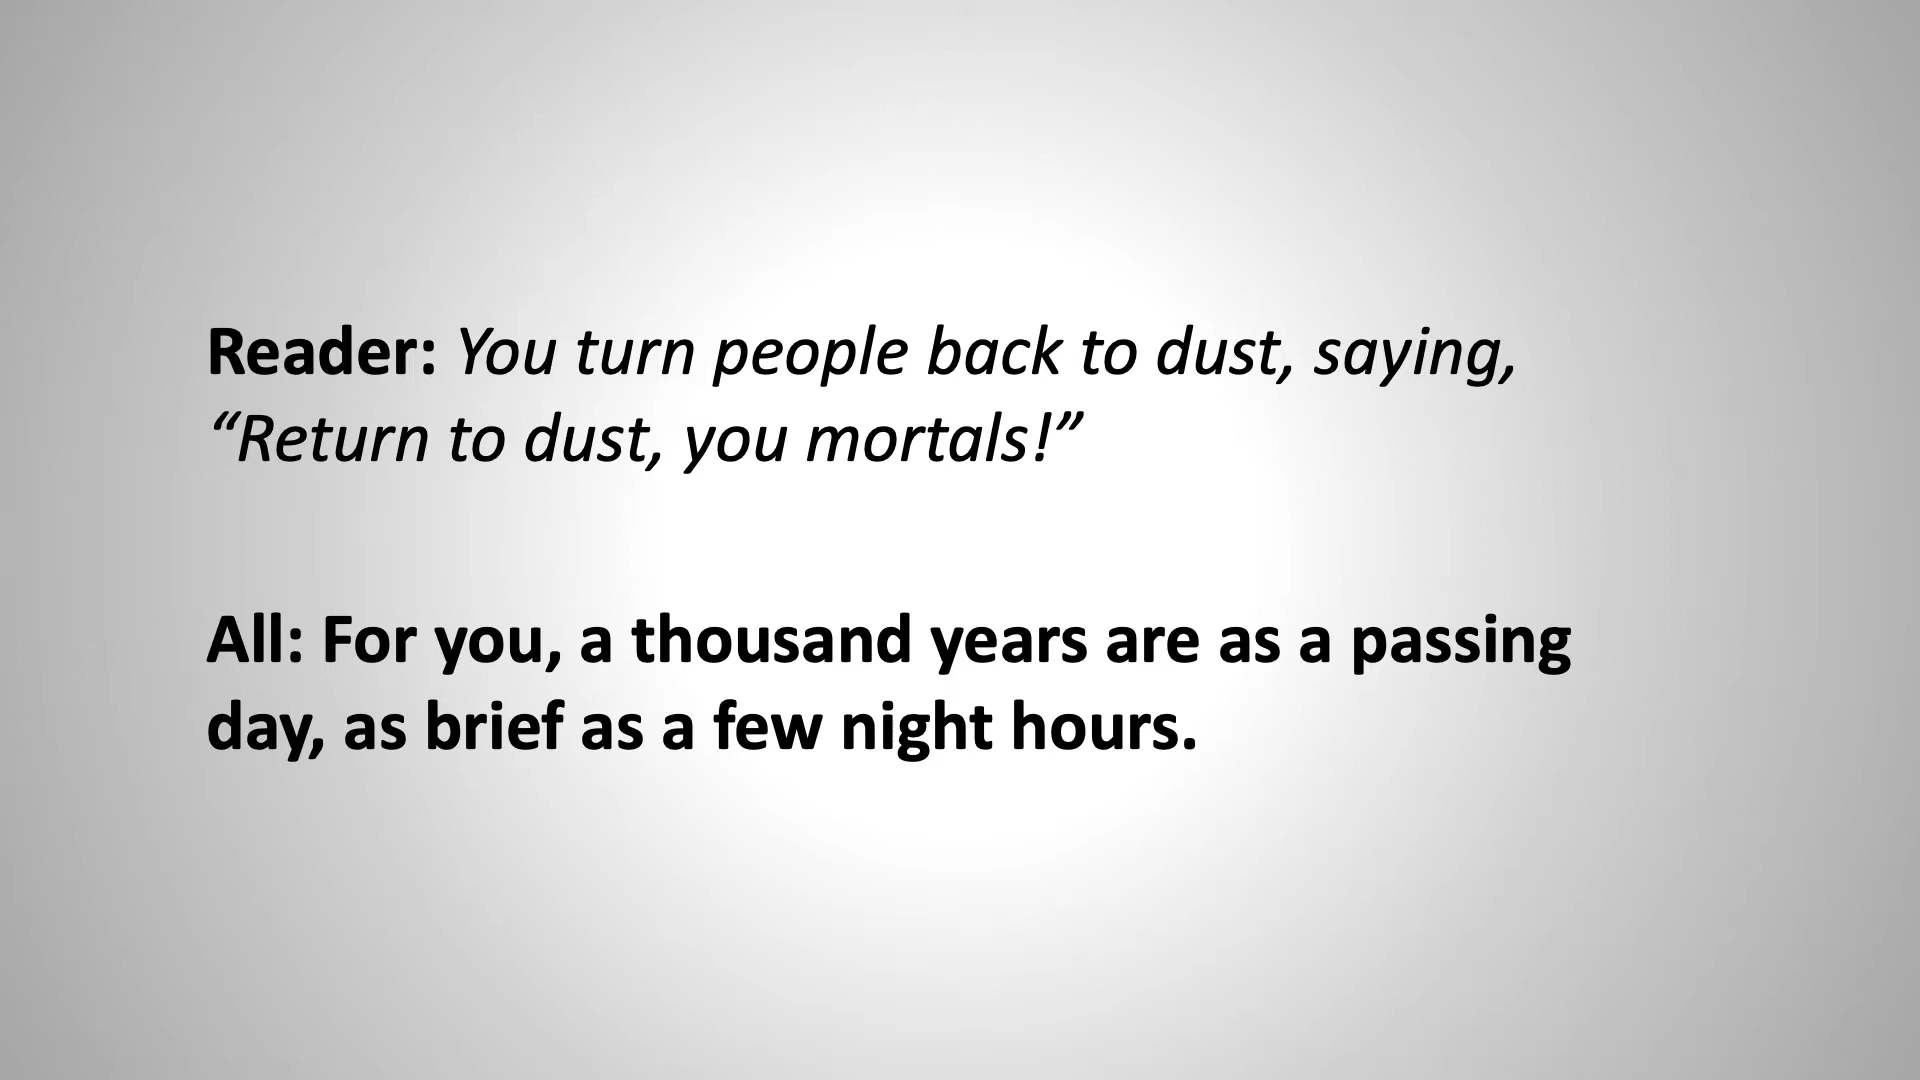 Reader: You turn people back to dust, saying,
“Return to dust, you mortals!”
All: For you, a thousand years are as a passing
day, as brief as a few night hours.